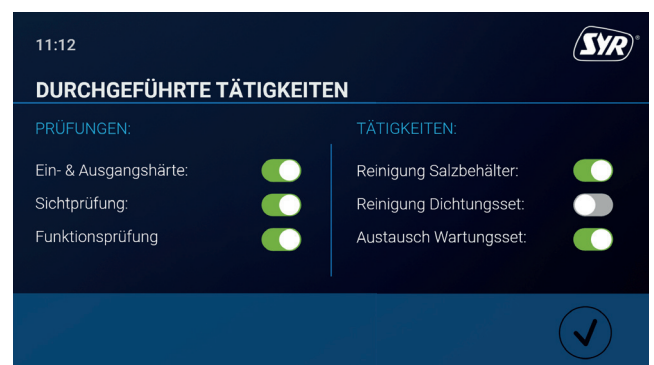 11:12
SYR
DURCHGEFÜHRTE TÄTIGKEITEN
PRÜFUNGEN:
Ein- & Ausgangshärte:
Sichtprüfung:
Funktionsprüfung
TÄTIGKEITEN:
Reinigung Salzbehälter:
Reinigung Dichtungsset:
Austausch Wartungsset: